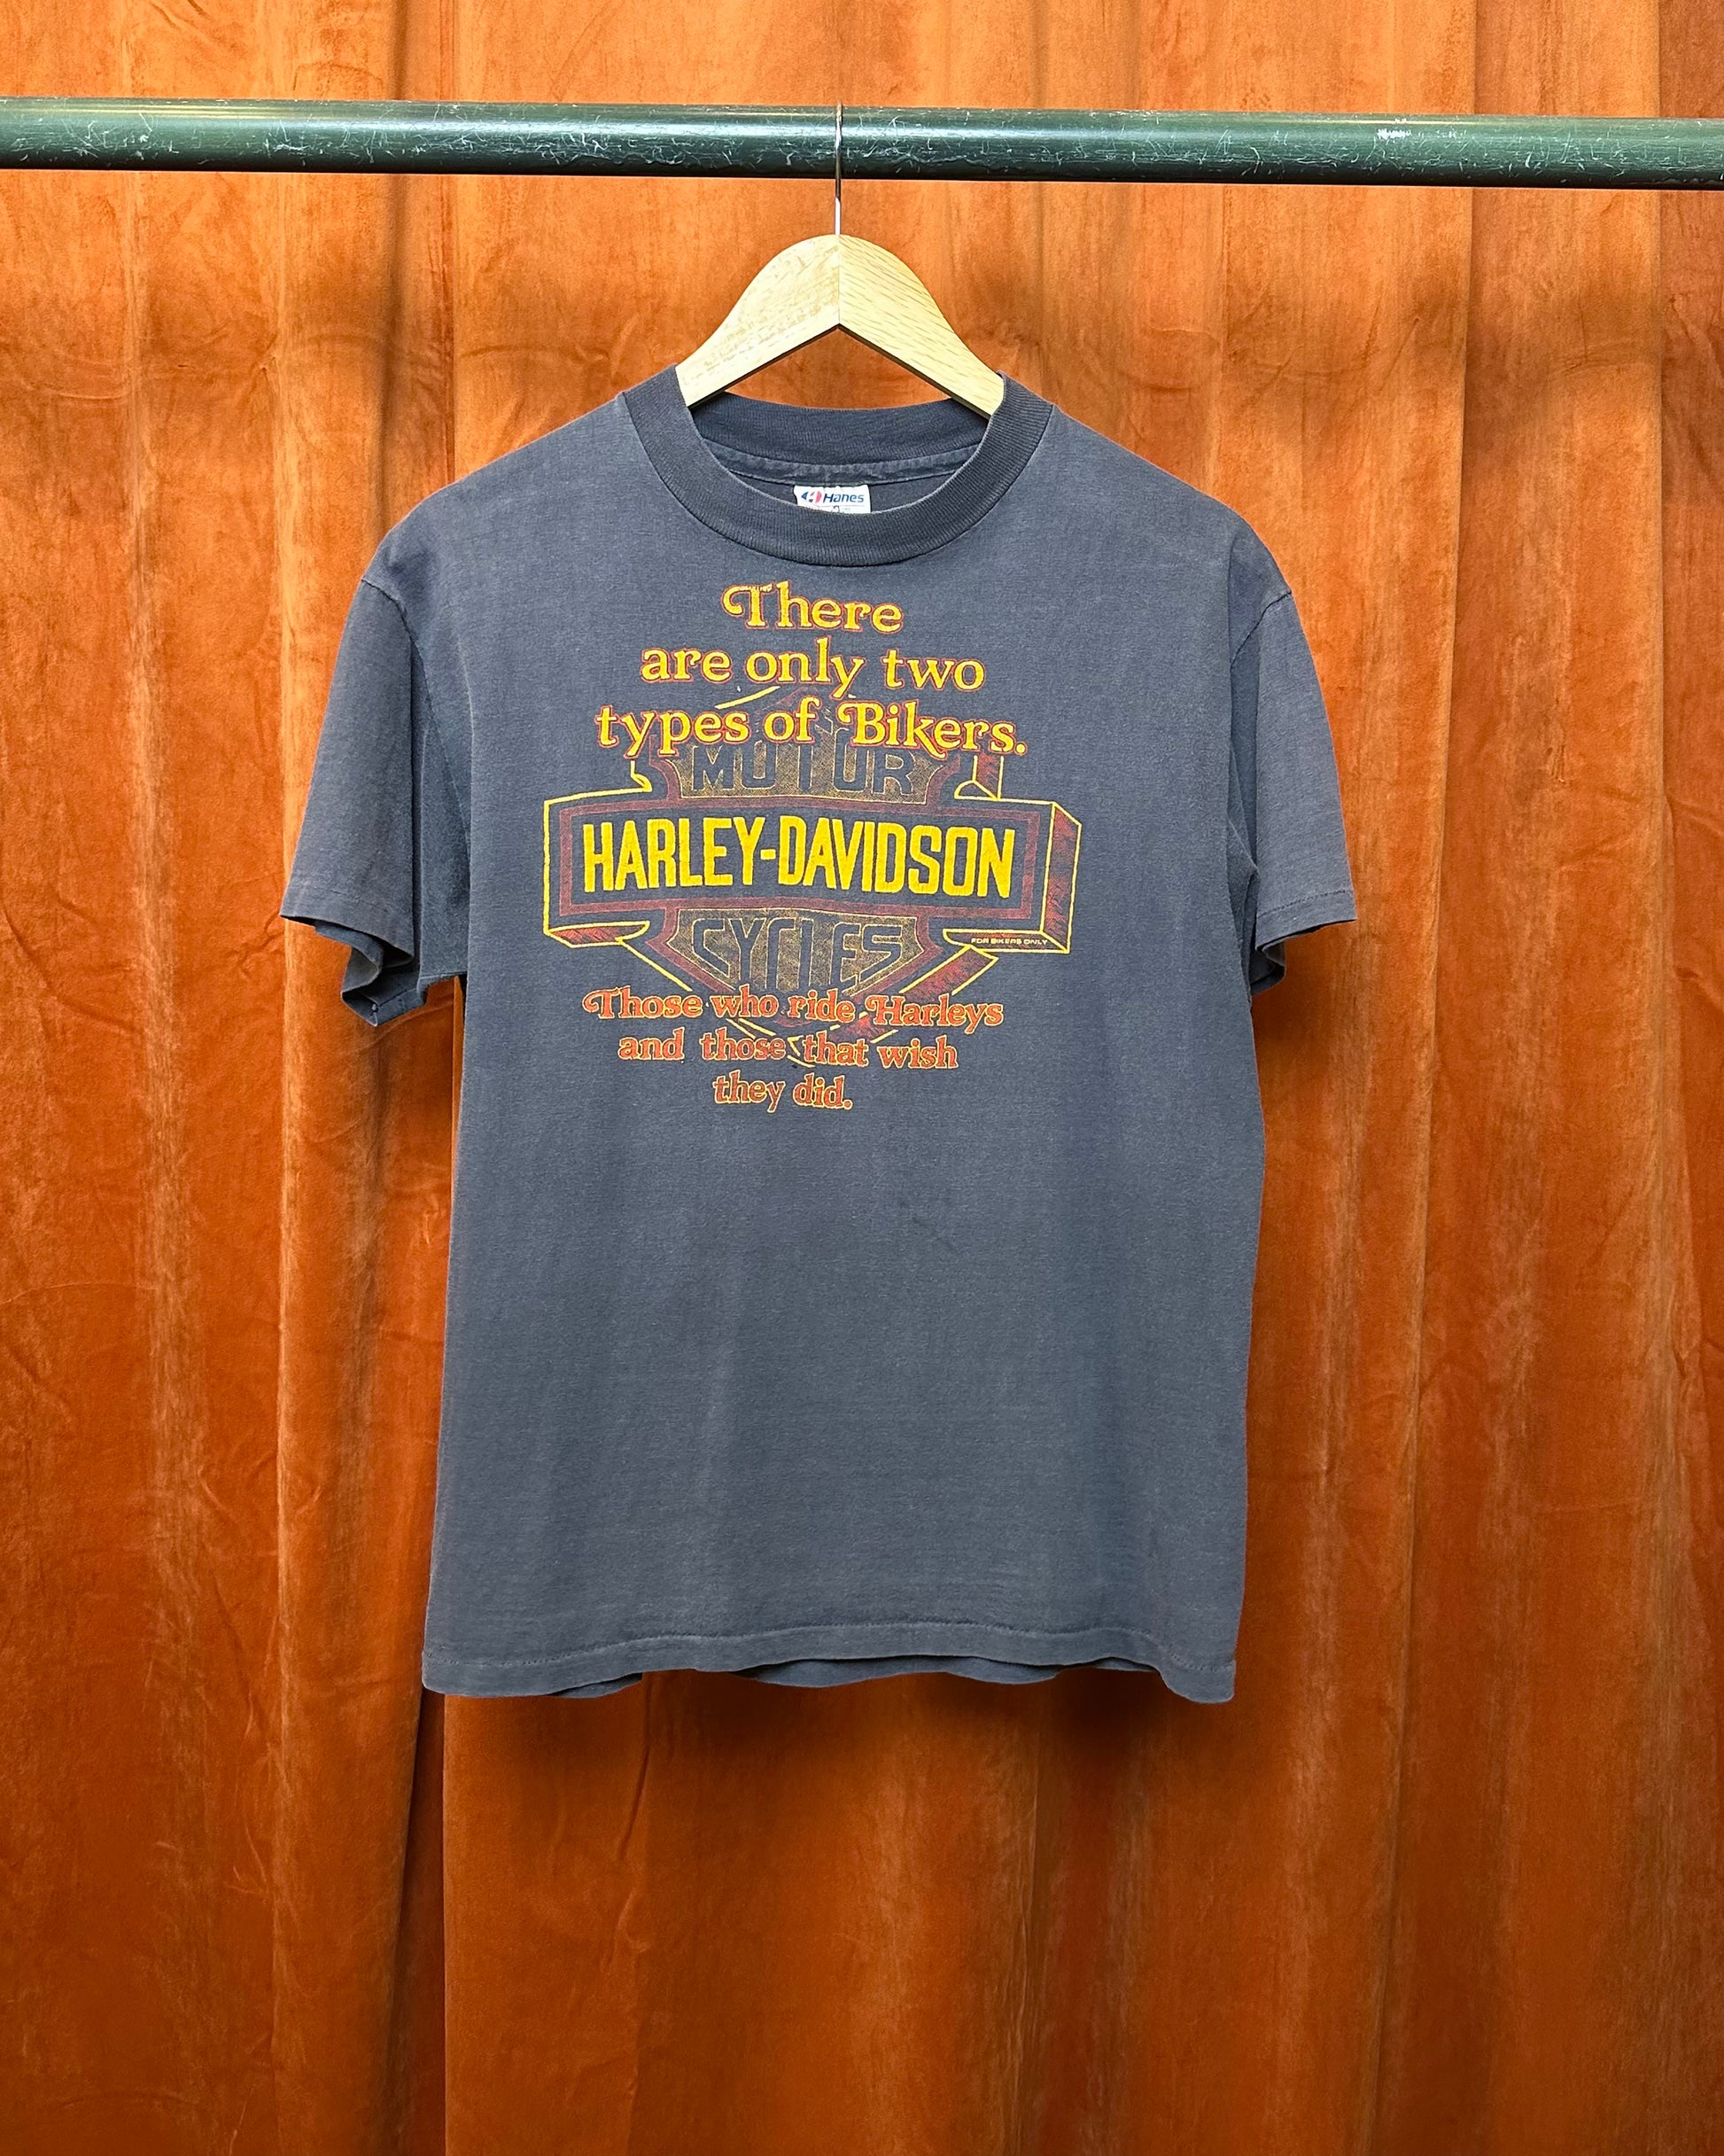 Hanes
There
are only two
types of Bikers.
MOTOR
HARLEY-DAVIDSON
CYCLES
FOR BIKERS ONLY
Those who ride Harleys
and those that wish
they did.